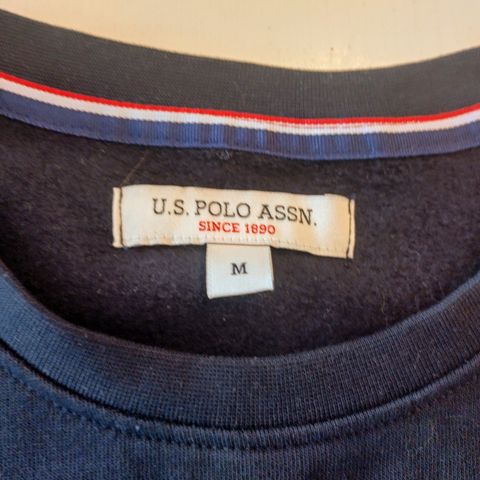 U.S. POLO ASSN.
SINCE 1890
M